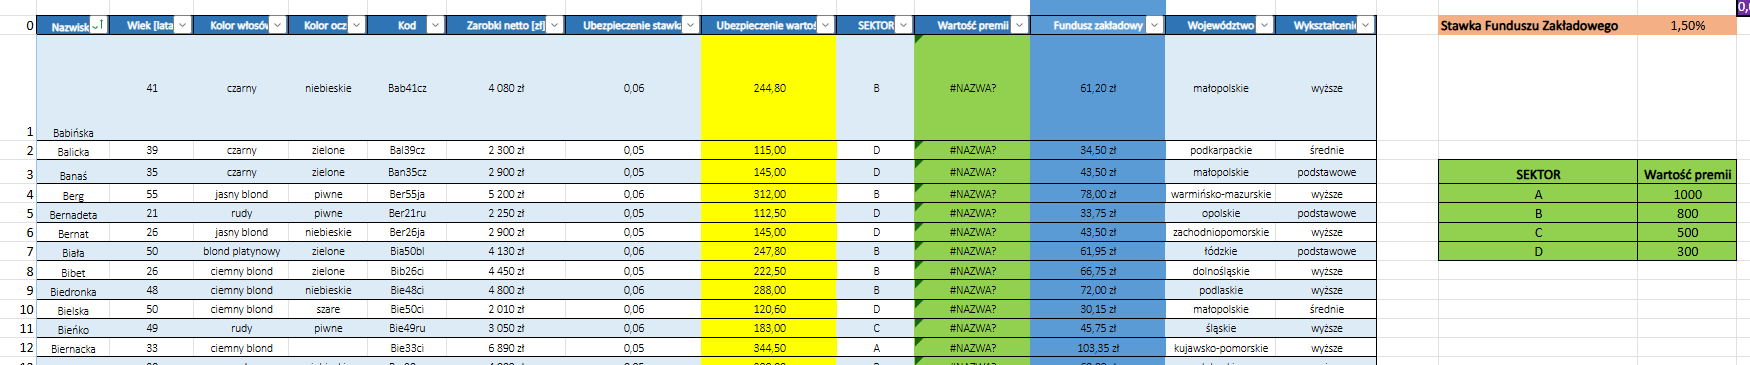 0,0
0 Nazwisk Wiek [lata Kolor włosów Kolor ocz Kod Zarobki netto [zł] Ubezpieczenie stawka Ubezpieczenie wartoś SEKTOR Wartość premii Fundusz zakładowy Województwo Wykształcenie Stawka Funduszu Zakładowego 1,50%
1 Babińska 41 czarny niebieskie Bab41cz 4 080 zł 0,06 244,80 B #NAZWA? 61,20 zł małopolskie wyższe
2 Balicka 39 czarny zielone Bal39cz 2 300 zł 0,05 115,00 D #NAZWA? 34,50 zł podkarpackie średnie
3 Banaś 35 czarny zielone Ban35cz 2 900 zł 0,05 145,00 D #NAZWA? 43,50 zł małopolskie podstawowe SEKTOR Wartość premii
4 Berg 55 jasny blond piwne Ber55ja 5 200 zł 0,06 312,00 B #NAZWA? 78,00 zł warmińsko-mazurskie wyższe A 1000
5 Bernadeta 21 rudy piwne Ber21ru 2 250 zł 0,05 112,50 D #NAZWA? 33,75 zł opolskie podstawowe B 800
6 Bernat 26 jasny blond niebieskie Ber26ja 2 900 zł 0,05 145,00 D #NAZWA? 43,50 zł zachodniopomorskie wyższe C 500
7 Biała 50 blond platynowy zielone Bia50bl 4 130 zł 0,06 247,80 B #NAZWA? 61,95 zł łódzkie podstawowe D 300
8 Bibet 26 ciemny blond zielone Bib26ci 4 450 zł 0,05 222,50 B #NAZWA? 66,75 zł dolnośląskie wyższe
9 Biedronka 48 ciemny blond niebieskie Bie48ci 4 800 zł 0,06 288,00 B #NAZWA? 72,00 zł podlaskie wyższe
10 Bielska 50 ciemny blond szare Bie50ci 2 010 zł 0,06 120,60 D #NAZWA? 30,15 zł małopolskie średnie
11 Bieńko 49 rudy piwne Bie49ru 3 050 zł 0,06 183,00 C #NAZWA? 45,75 zł śląskie wyższe
12 Biernacka 33 ciemny blond Bie33ci 6 890 zł 0,05 344,50 A #NAZWA? 103,35 zł kujawsko-pomorskie wyższe